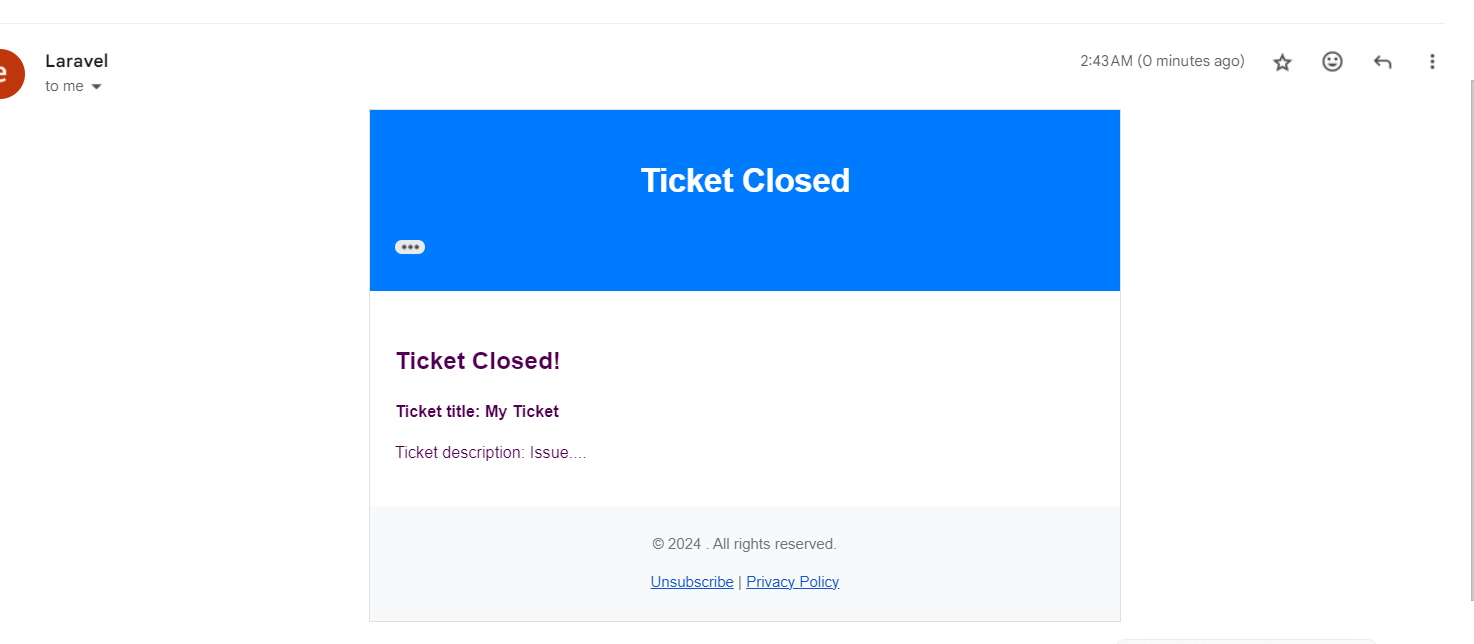 Laravel
2:43 AM (0 minutes ago)
to me
Ticket Closed
Ticket Closed!
Ticket title: My Ticket
Ticket description: Issue....
© 2024 . All rights reserved.
Unsubscribe | Privacy Policy